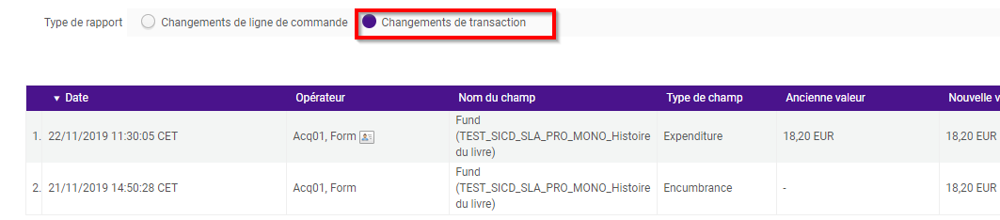 Type de rapport Changements de ligne de commande Changements de transaction
Date Opérateur Nom du champ Type de champ Ancienne valeur Nouvelle v
1. 22/11/2019 11:30:05 CET Acq01, Form Fund (TEST_SICD_SLA_PRO_MONO_Histoire du livre) Expenditure 18,20 EUR 18,20 EUR
2. 21/11/2019 14:50:28 CET Acq01, Form Fund (TEST_SICD_SLA_PRO_MONO_Histoire du livre) Encumbrance - 18,20 EUR